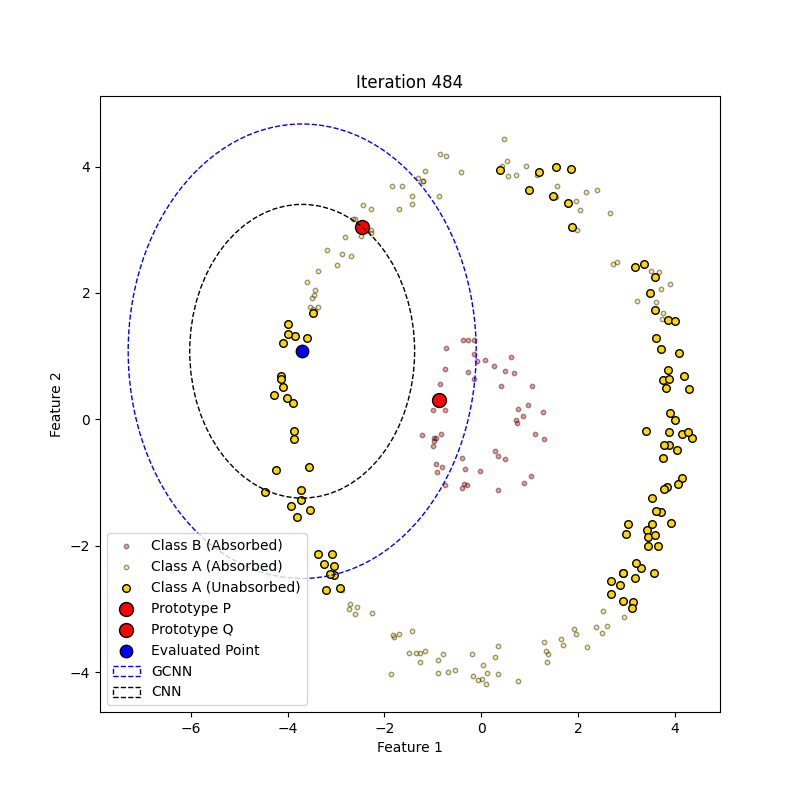 Iteration 484
4
2
0
−2
−4
Feature 2
Class B (Absorbed)
Class A (Absorbed)
Class A (Unabsorbed)
Prototype P
Prototype Q
Evaluated Point
GCNN
CNN
−6 −4 −2 0 2 4
Feature 1